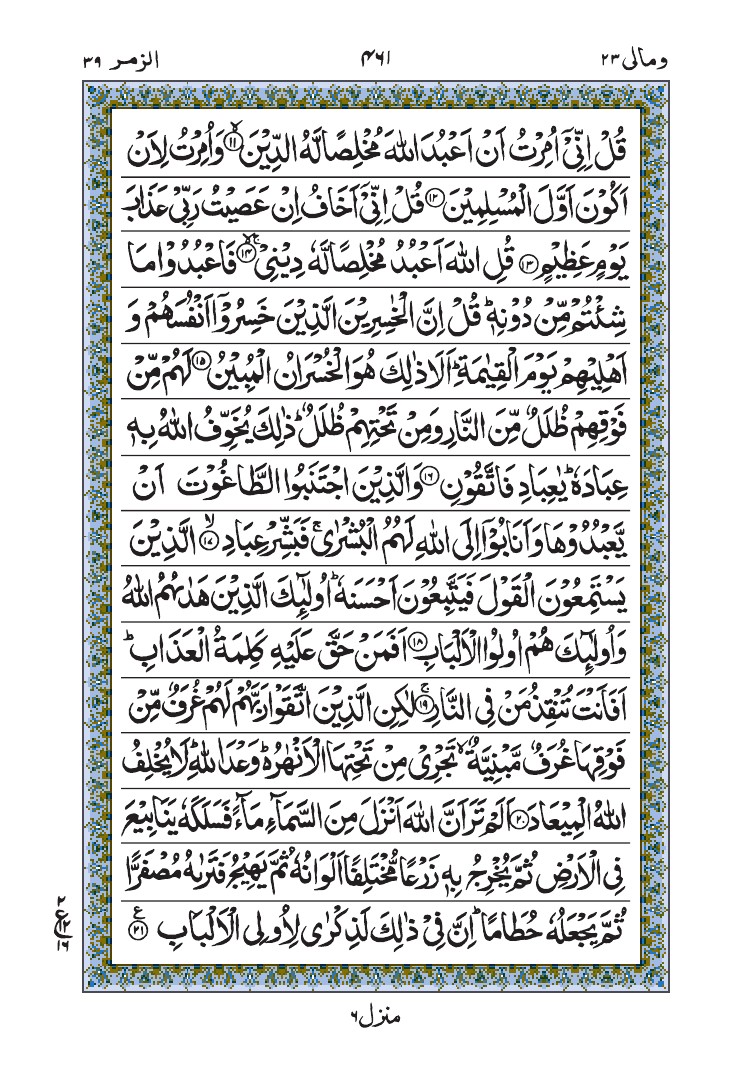 ومالی ۲۳
۴۶۱
الزمر ۳۹
قُلْ اِنِّیْۤ اُمِرْتُ اَنْ اَعْبُدَ اللّٰهَ مُخْلِصًا لَّهُ الدِّیْنَ ﴿۱۱﴾ۙ وَاُمِرْتُ لِاَنْ
اَكُوْنَ اَوَّلَ الْمُسْلِمِیْنَ ﴿۱۲﴾ قُلْ اِنِّیْۤ اَخَافُ اِنْ عَصَیْتُ رَبِّیْ عَذَابَ
یَوْمٍ عَظِیْمٍ ﴿۱۳﴾ قُلِ اللّٰهَ اَعْبُدُ مُخْلِصًا لَّهٗ دِیْنِیْ ﴿۱۴﴾ۙ فَاعْبُدُوْا مَا
شِئْتُمْ مِّنْ دُوْنِهٖؕ قُلْ اِنَّ الْخٰسِرِیْنَ الَّذِیْنَ خَسِرُوْۤا اَنْفُسَهُمْ وَ
اَهْلِیْهِمْ یَوْمَ الْقِیٰمَةِؕ اَلَا ذٰلِكَ هُوَ الْخُسْرَانُ الْمُبِیْنُ ﴿۱۵﴾ لَهُمْ مِّنْ
فَوْقِهِمْ ظُلَلٌ مِّنَ النَّارِ وَمِنْ تَحْتِهِمْ ظُلَلٌؕ ذٰلِكَ یُخَوِّفُ اللّٰهُ بِهٖ
عِبَادَهٗؕ یٰعِبَادِ فَاتَّقُوْنِ ﴿۱۶﴾ وَالَّذِیْنَ اجْتَنَبُوا الطَّاغُوْتَ اَنْ
یَّعْبُدُوْهَا وَاَنَابُوْۤا اِلَی اللّٰهِ لَهُمُ الْبُشْرٰیۚ فَبَشِّرْ عِبَادِ ﴿۱۷﴾ۙ الَّذِیْنَ
یَسْتَمِعُوْنَ الْقَوْلَ فَیَتَّبِعُوْنَ اَحْسَنَهٗؕ اُولٰٓئِكَ الَّذِیْنَ هَدٰىهُمُ اللّٰهُ
وَاُولٰٓئِكَ هُمْ اُولُوا الْاَلْبَابِ ﴿۱۸﴾ اَفَمَنْ حَقَّ عَلَیْهِ كَلِمَةُ الْعَذَابِؕ
اَفَاَنْتَ تُنْقِذُ مَنْ فِی النَّارِ ﴿۱۹﴾ۚ لٰكِنِ الَّذِیْنَ اتَّقَوْا رَبَّهُمْ لَهُمْ غُرَفٌ مِّنْ
فَوْقِهَا غُرَفٌ مَّبْنِیَّةٌۙ تَجْرِیْ مِنْ تَحْتِهَا الْاَنْهٰرُؕ وَعْدَ اللّٰهِؕ لَا یُخْلِفُ
اللّٰهُ الْمِیْعَادَ ﴿۲۰﴾ اَلَمْ تَرَ اَنَّ اللّٰهَ اَنْزَلَ مِنَ السَّمَآءِ مَآءً فَسَلَكَهٗ یَنَابِیْعَ
فِی الْاَرْضِ ثُمَّ یُخْرِجُ بِهٖ زَرْعًا مُّخْتَلِفًا اَلْوَانُهٗ ثُمَّ یَهِیْجُ فَتَرٰىهُ مُصْفَرًّا
ثُمَّ یَجْعَلُهٗ حُطَامًاؕ اِنَّ فِیْ ذٰلِكَ لَذِكْرٰی لِاُولِی الْاَلْبَابِ ﴿۲۱﴾ۧ
منزل ۶